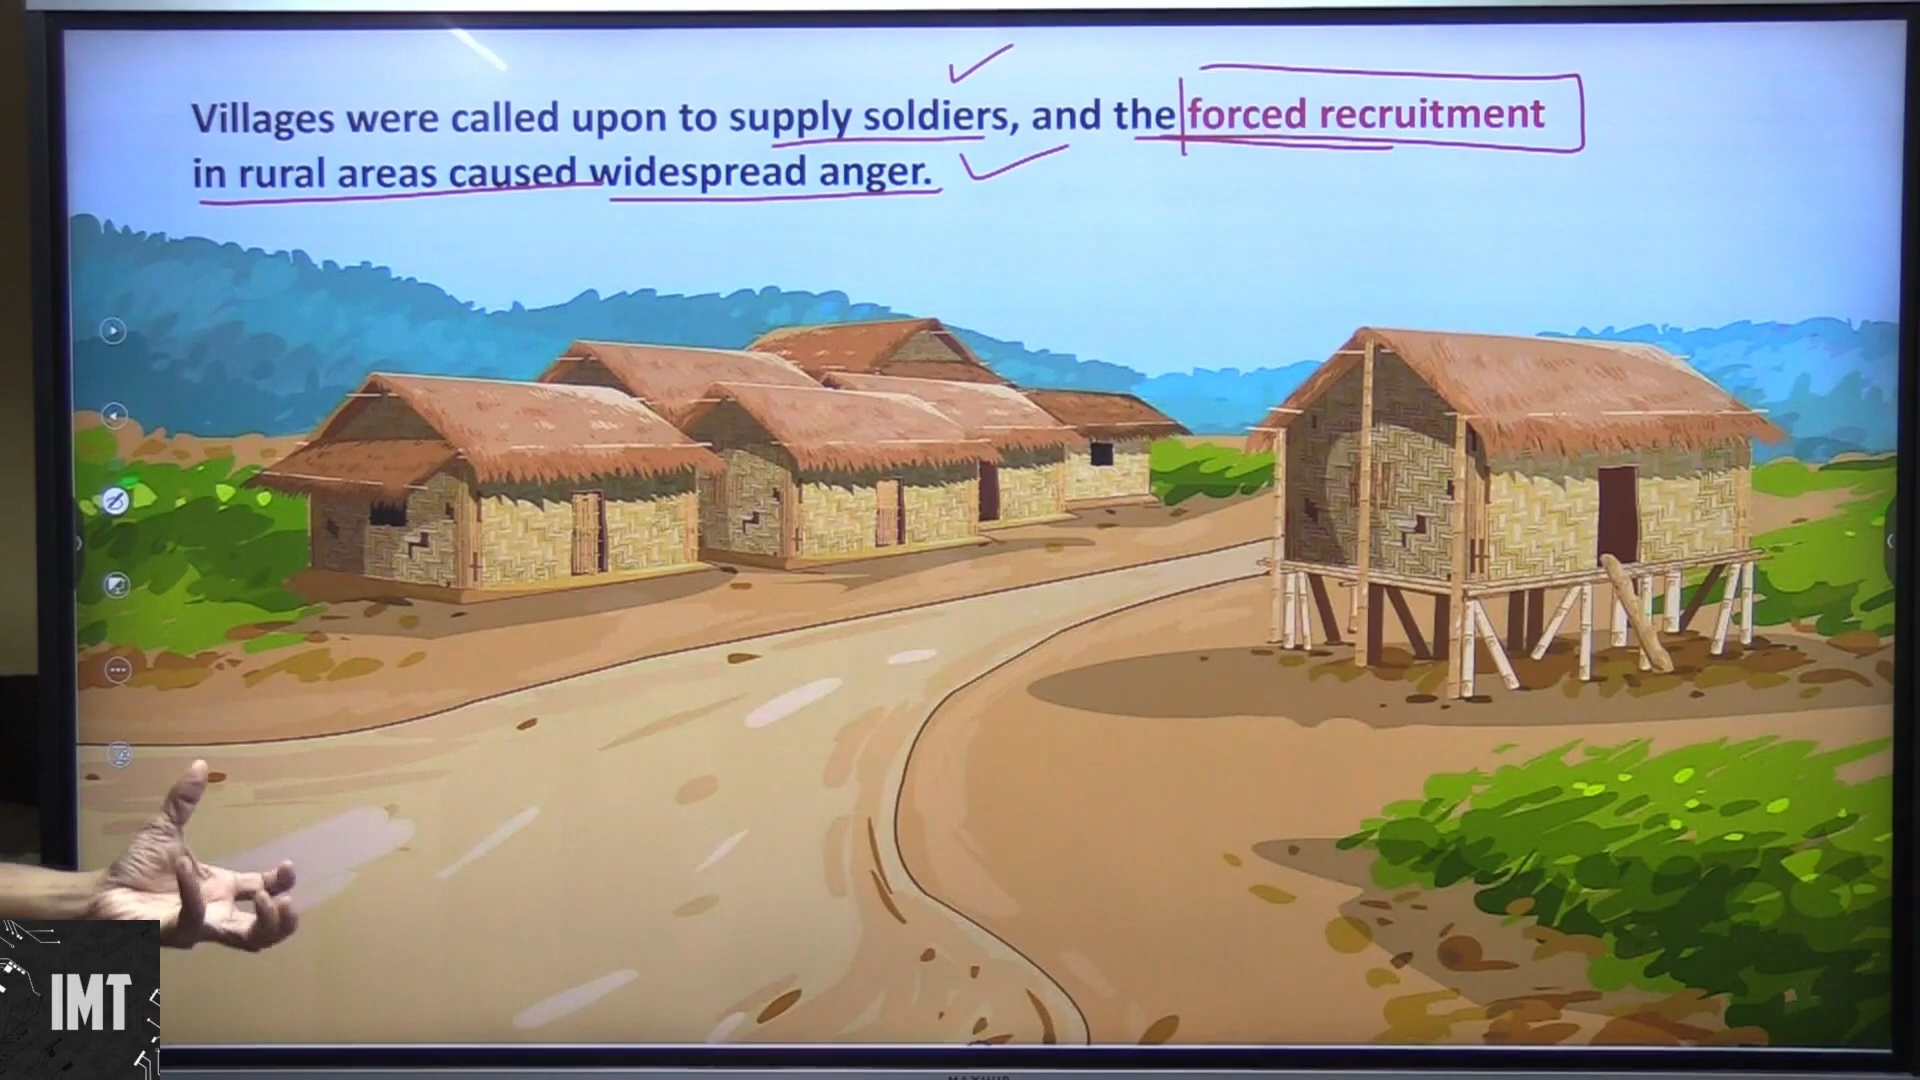 Villages were called upon to supply soldiers, and the forced recruitment
in rural areas caused widespread anger.
IMT